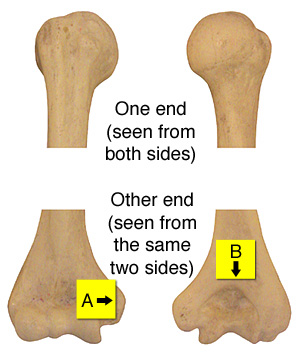 One end
(seen from
both sides)
Other end
(seen from
the same
two sides)
A
B